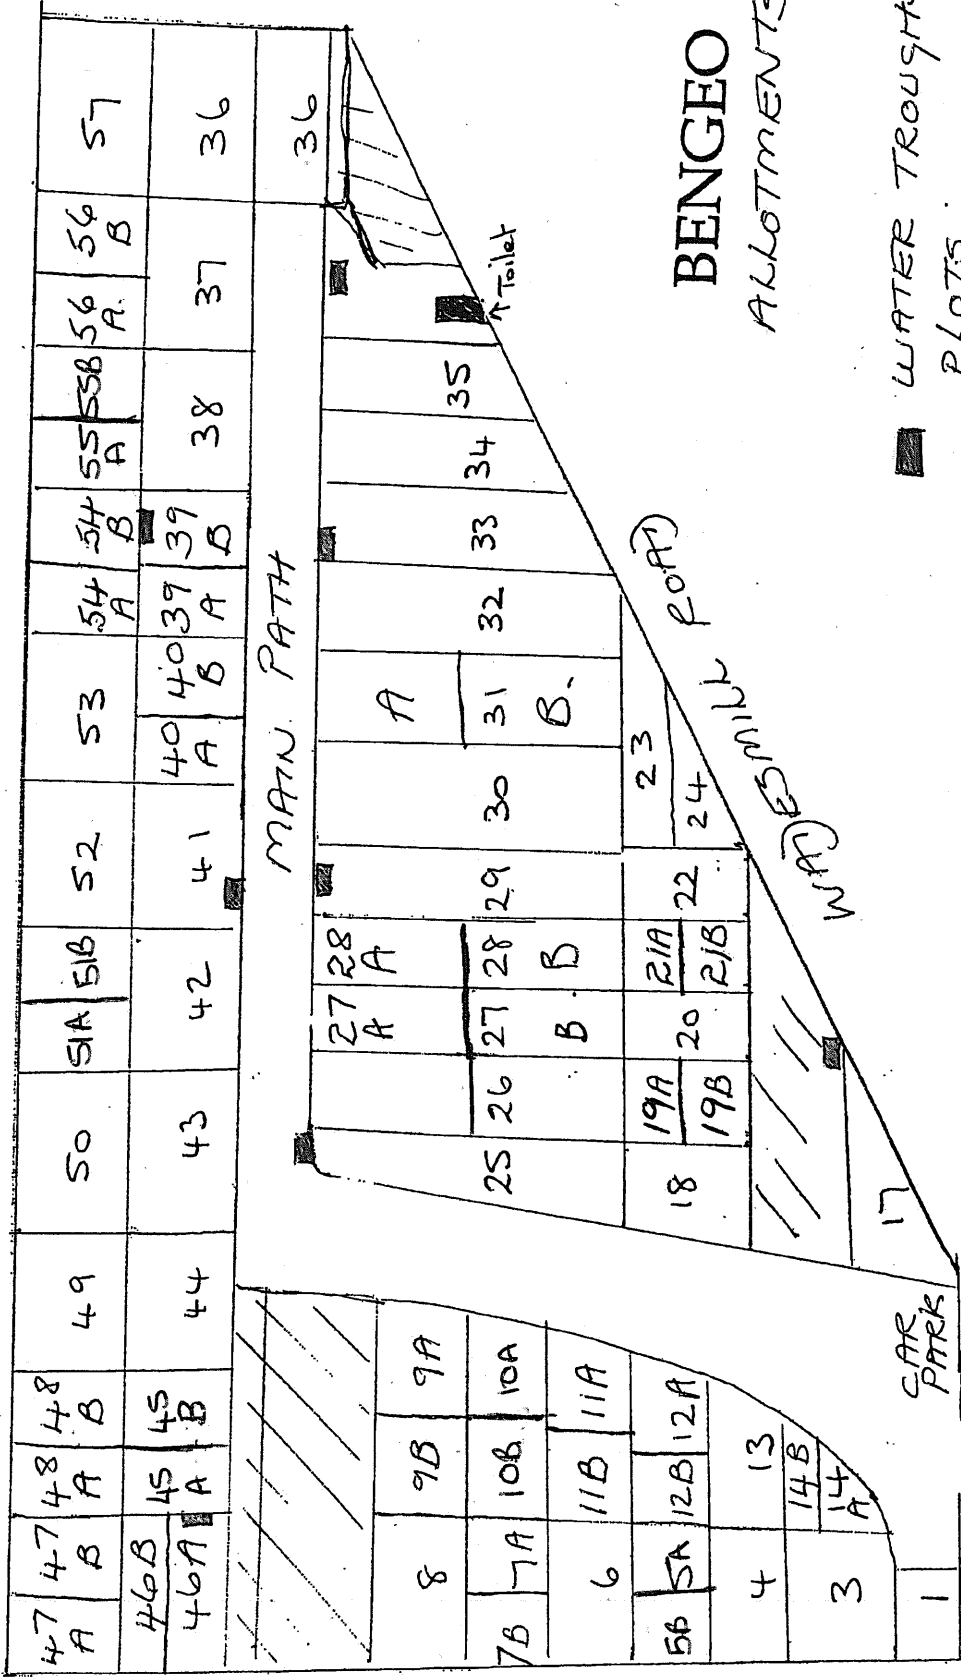 47 A 47 B 48 A 48 B 49 50 51A 51B 52 53 54 A 54 B 55 A 55B 56 A. 56 B 57
46B 45 A 45 B 44 43 42 41 40 A 40 B 39 A 39 B 38 37 36
46A
MAIN PATH 36
27 A 28 A A
8 9B 9A
7B 7A 10B 10A 25 26 27 28 29 30 31 32 33 34 35 ↑Toilet
B. B B.
6 11B 11A
5B 5A 12B 12A 18 19A 20 21A 22 23
19B 21B 24
4 13
WADESMILL ROAD
14B
3 14 A 17
1 CAR
PARK
BENGEO
ALLOTMENTS
WATER TROUGH
PLOTS.